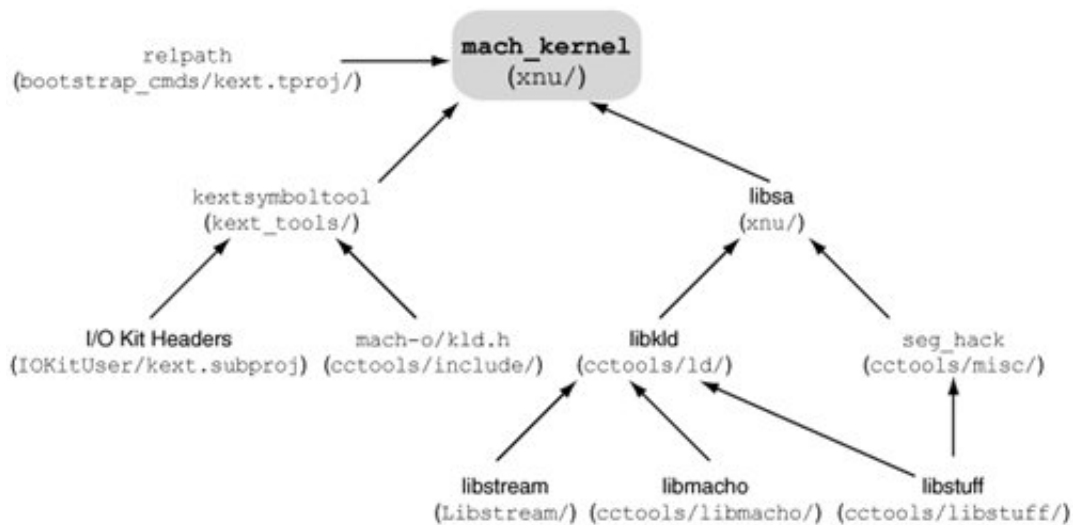 mach_kernel
(xnu/)
relpath
(bootstrap_cmds/kext.tproj/)
kextsymboltool
(kext_tools/)
libsa
(xnu/)
I/O Kit Headers
(IOKitUser/kext.subproj)
mach-o/kld.h
(cctools/include/)
libkld
(cctools/ld/)
seg_hack
(cctools/misc/)
libstream
(Libstream/)
libmacho
(cctools/libmacho/)
libstuff
(cctools/libstuff/)